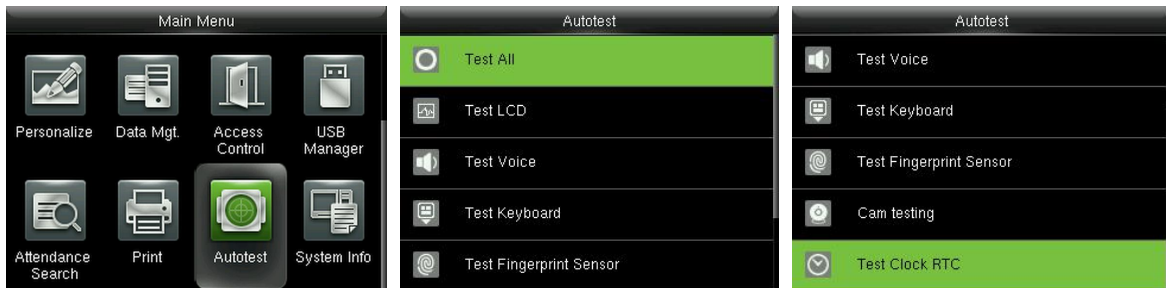 Main Menu
Personalize
Data Mgt.
Access
Control
USB
Manager
Attendance
Search
Print
Autotest
System Info
Autotest
Test All
Test LCD
Test Voice
Test Keyboard
Test Fingerprint Sensor
Autotest
Test Voice
Test Keyboard
Test Fingerprint Sensor
Cam testing
Test Clock RTC